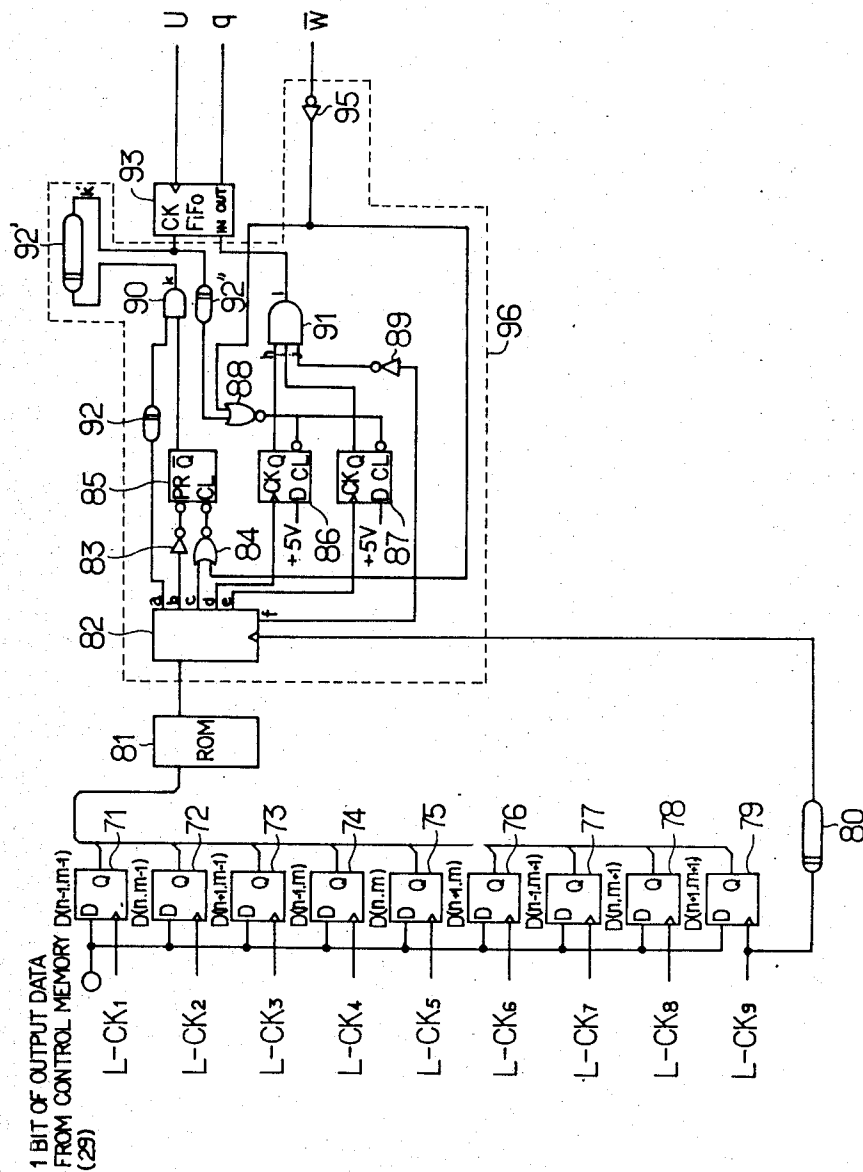 1 BIT OF OUTPUT DATA
FROM CONTROL MEMORY
(29)
D(n-1,m-1)
D Q
71
L-CK1
D(n,m-1)
D Q
72
L-CK2
D(n+1,m-1)
D Q
73
L-CK3
D(n-1,m)
D Q
74
L-CK4
D(n,m)
D Q
75
L-CK5
D(n+1,m)
D Q
76
L-CK6
D(n-1,m+1)
D Q
77
L-CK7
D Q
78
L-CK8
D Q
79
L-CK9
80
81
ROM
82
a
b
c
d
e
f
83
84
85
PR Q̅
CL
CK Q
D CL
+5V
86
CK Q
D CL
+5V
87
88
89
90
k
91
h
i
j
l
92
92'
k'
92"
93
CK
FiFo
IN OUT
95
96
U
q
W̅